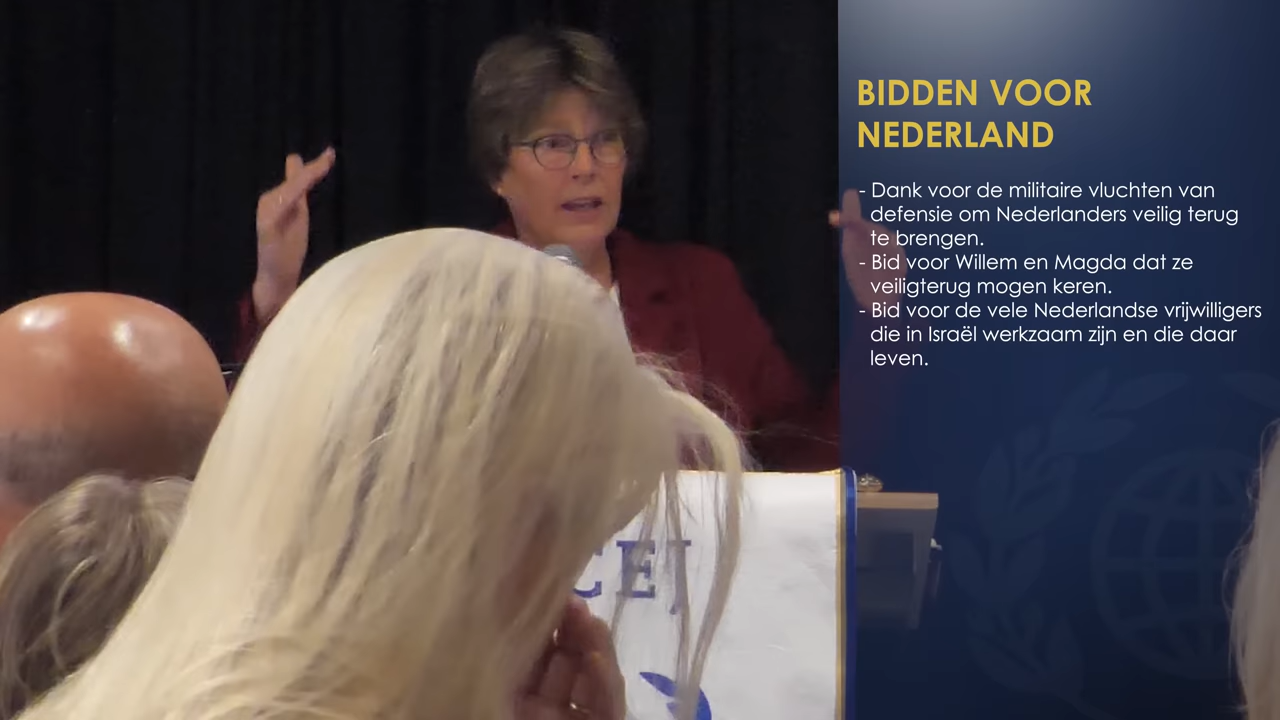 BIDDEN VOOR
NEDERLAND
- Dank voor de militaire vluchten van
defensie om Nederlanders veilig terug
te brengen.
- Bid voor Willem en Magda dat ze
veiligterug mogen keren.
- Bid voor de vele Nederlandse vrijwilligers
die in Israël werkzaam zijn en die daar
leven.
CEJ